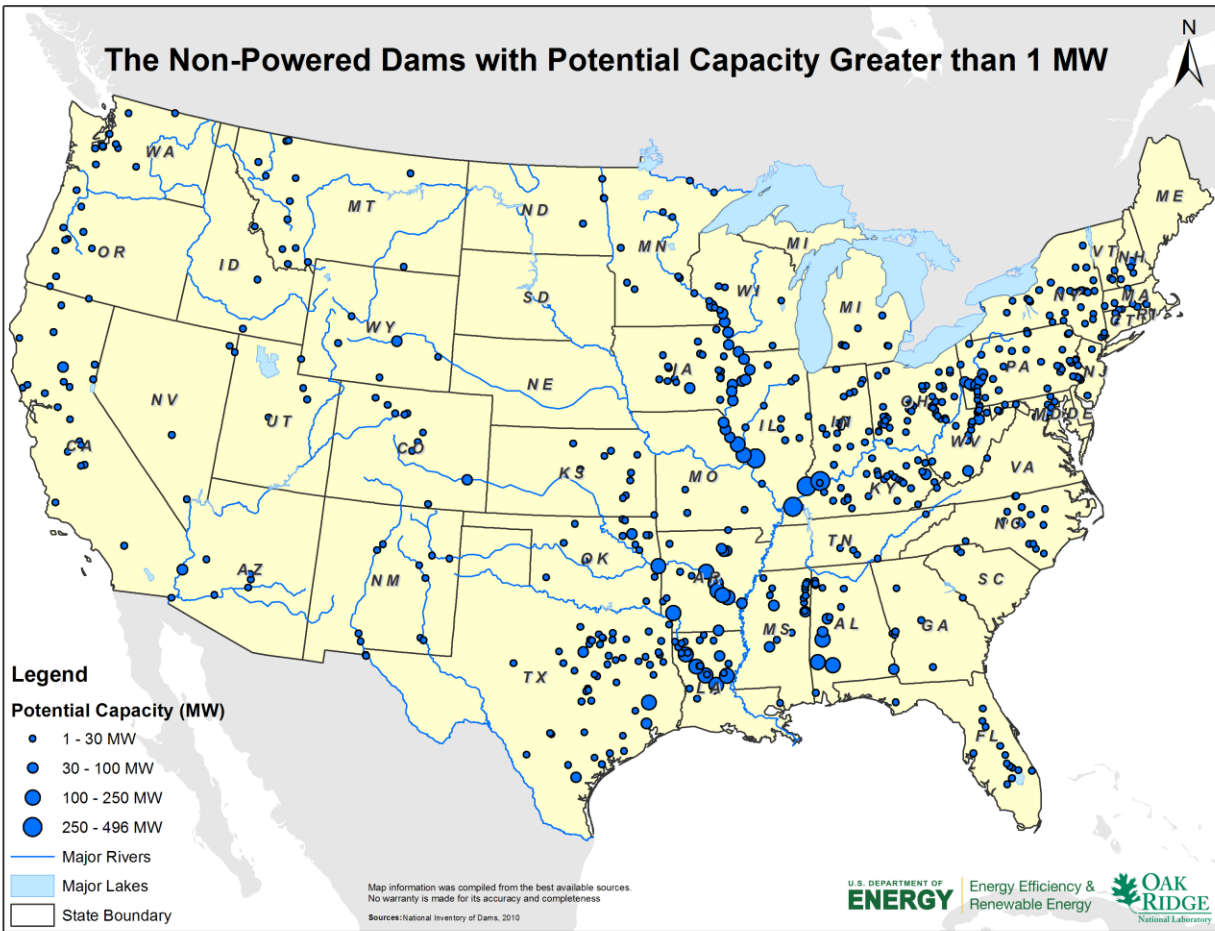 The Non-Powered Dams with Potential Capacity Greater than 1 MW
N
WA
MT
ND
MN
MI
ME
VT
NH
OR
ID
SD
WI
MI
NY
MA
RI
CT
WY
IA
PA
NJ
NE
OH
NV
UT
IL
IN
MD
DE
CA
CO
KS
MO
WV
VA
KY
NC
TN
AZ
NM
OK
AR
SC
MS
AL
GA
TX
LA
FL
Legend
Potential Capacity (MW)
1 - 30 MW
30 - 100 MW
100 - 250 MW
250 - 496 MW
Major Rivers
Major Lakes
State Boundary
Map information was compiled from the best available sources.
No warranty is made for its accuracy and completeness
Sources: National Inventory of Dams, 2010
U.S. DEPARTMENT OF
ENERGY
Energy Efficiency &
Renewable Energy
OAK
RIDGE
National Laboratory